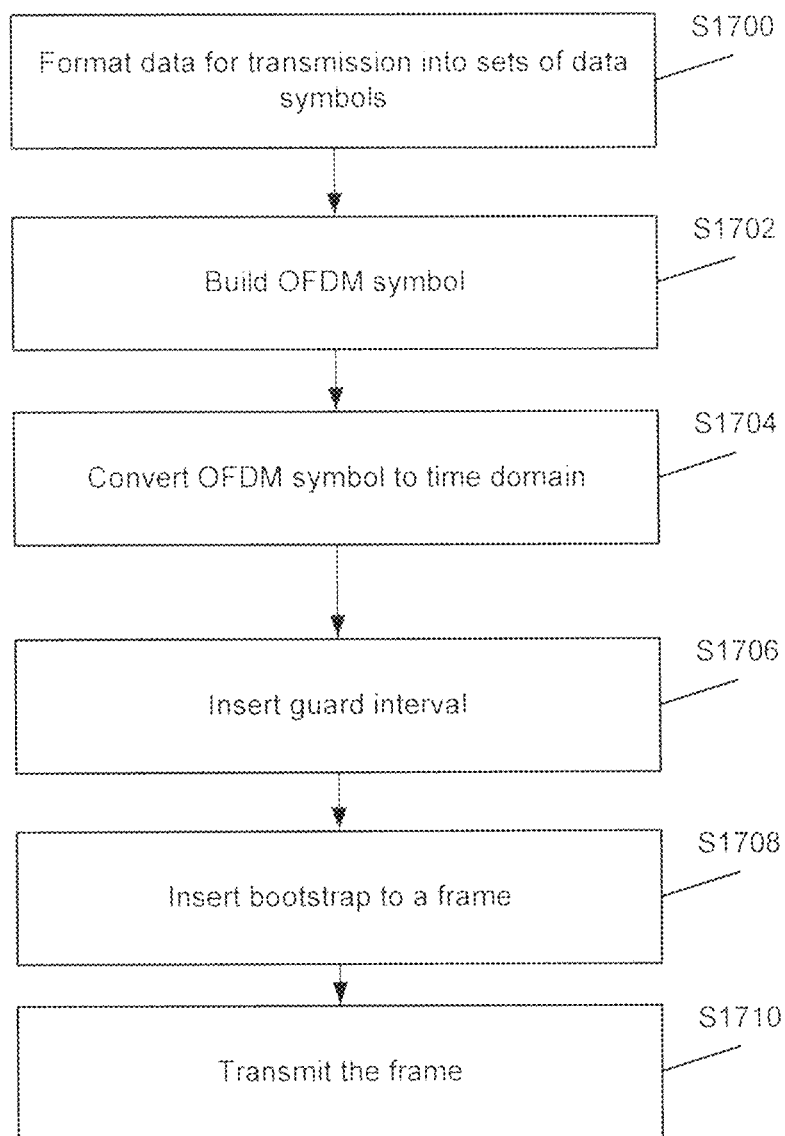 S1700
Format data for transmission into sets of data
symbols
S1702
Build OFDM symbol
S1704
Convert OFDM symbol to time domain
S1706
Insert guard interval
S1708
Insert bootstrap to a frame
S1710
Transmit the frame